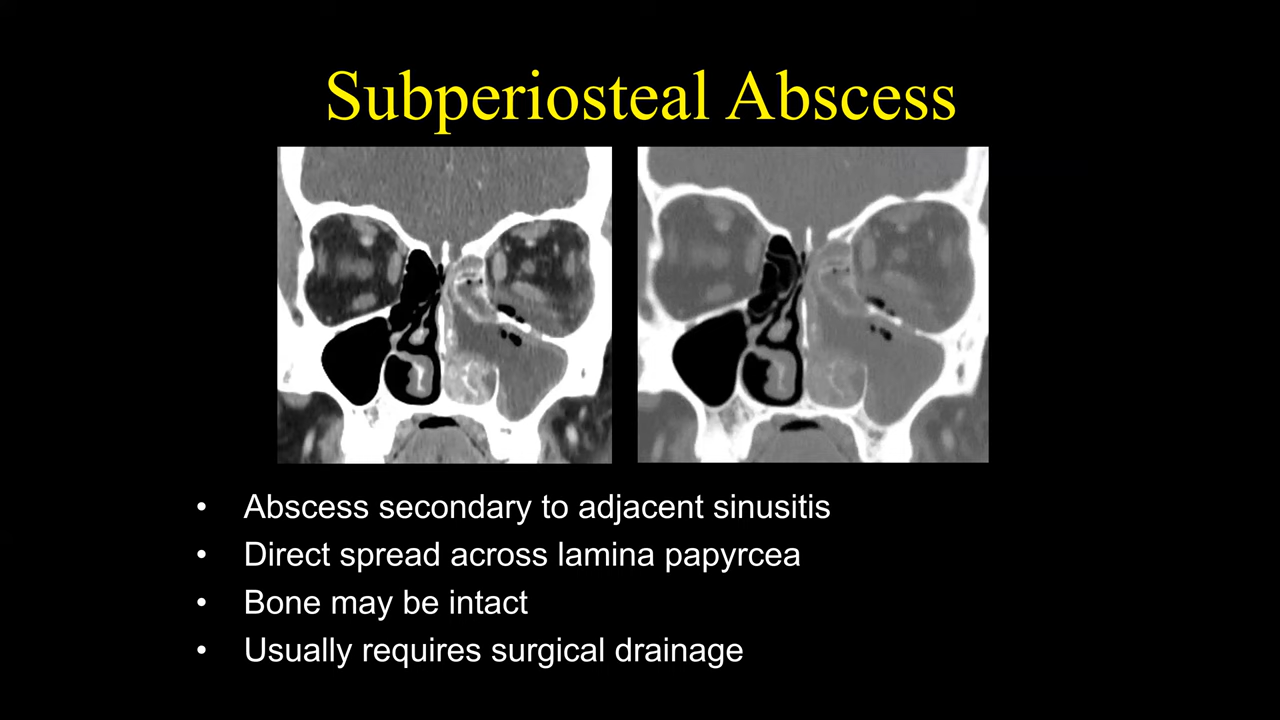 Subperiosteal Abscess
• Abscess secondary to adjacent sinusitis
• Direct spread across lamina papyrcea
• Bone may be intact
• Usually requires surgical drainage